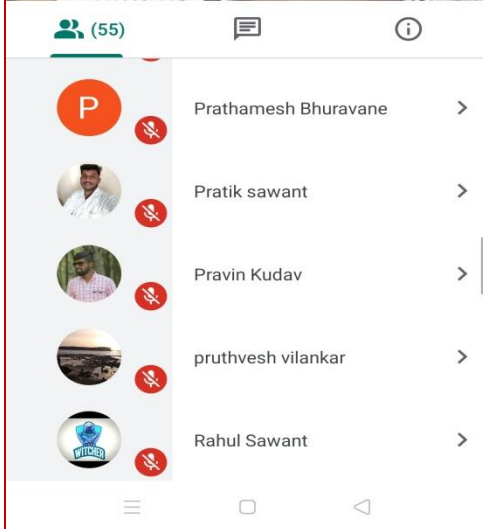 (55)
P
Prathamesh Bhuravane
Pratik sawant
Pravin Kudav
pruthvesh vilankar
WITCHER
Rahul Sawant